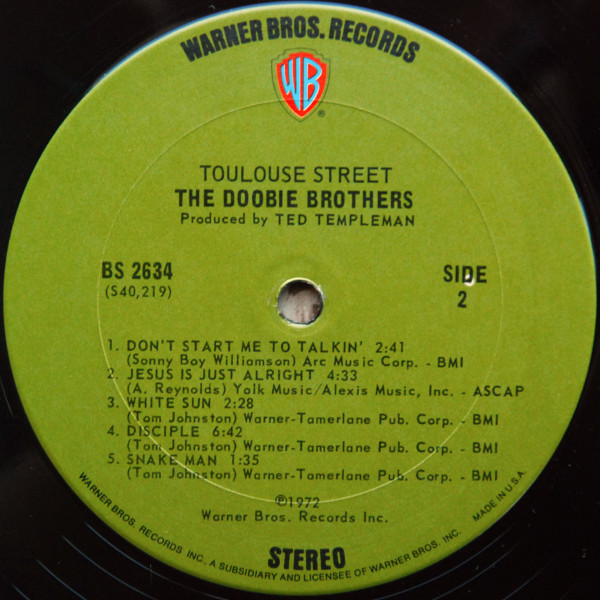 WARNER BROS. RECORDS
WB
®
TOULOUSE STREET
THE DOOBIE BROTHERS
Produced by TED TEMPLEMAN
BS 2634
(S40,219)
SIDE
2
1. DON'T START ME TO TALKIN' 2:41
(Sonny Boy Williamson) Arc Music Corp. - BMI
2. JESUS IS JUST ALRIGHT 4:33
(A. Reynolds) Yolk Music/Alexis Music, Inc. - ASCAP
3. WHITE SUN 2:28
(Tom Johnston) Warner-Tamerlane Pub. Corp. - BMI
4. DISCIPLE 6:42
(Tom Johnston) Warner-Tamerlane Pub. Corp. - BMI
5. SNAKE MAN 1:35
(Tom Johnston) Warner-Tamerlane Pub. Corp. - BMI
℗1972
Warner Bros. Records Inc.
STEREO
WARNER BROS. RECORDS INC., A SUBSIDIARY AND LICENSEE OF WARNER BROS. INC. MADE IN U.S.A.